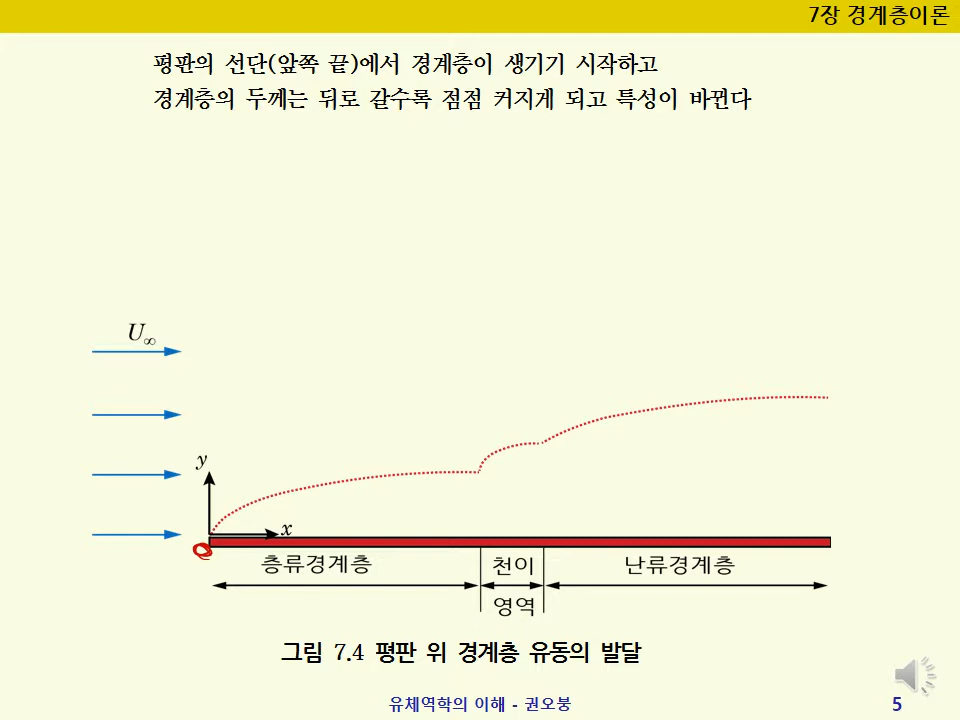 7장 경계층이론
평판의 선단(앞쪽 끝)에서 경계층이 생기기 시작하고
경계층의 두께는 뒤로 갈수록 점점 커지게 되고 특성이 바뀐다
U∞
y
x
층류경계층
천이
영역
난류경계층
그림 7.4 평판 위 경계층 유동의 발달
유체역학의 이해 - 권오붕
5